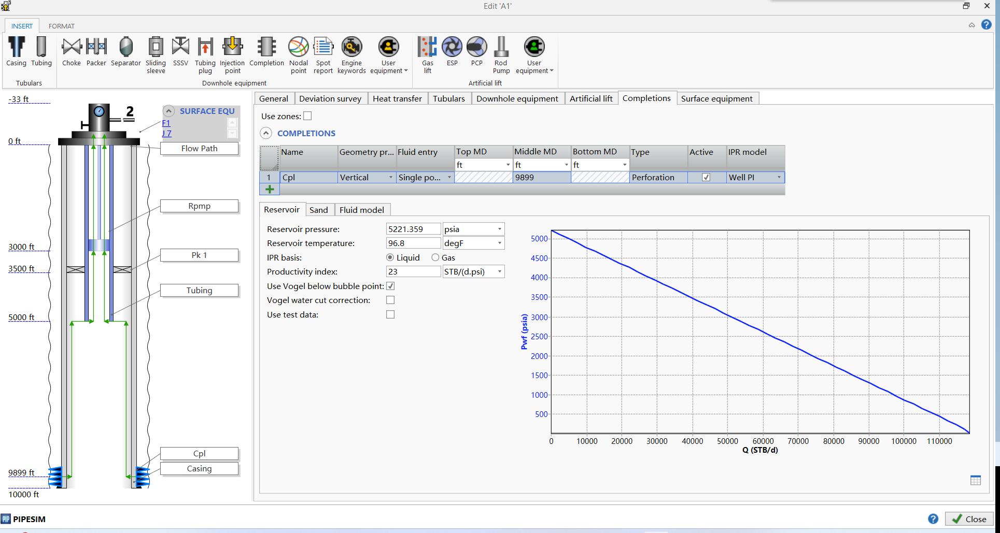 Edit 'A1'
INSERT FORMAT
Casing Tubing Choke Packer Separator Sliding sleeve SSSV Tubing plug Injection point Completion Nodal point Spot report Engine keywords User equipment Gas lift ESP PCP Rod Pump User equipment
Tubulars Downhole equipment Artificial lift
-33 ft
2
SURFACE EQU
F1
J 7
0 ft
Flow Path
Rpmp
3000 ft
Pk 1
3500 ft
Tubing
5000 ft
Cpl
Casing
9899 ft
10000 ft
General Deviation survey Heat transfer Tubulars Downhole equipment Artificial lift Completions Surface equipment
Use zones:
COMPLETIONS
Name Geometry pr... Fluid entry Top MD Middle MD Bottom MD Type Active IPR model
ft ft ft
1 Cpl Vertical Single po... 9899 Perforation Well PI
Reservoir Sand Fluid model
Reservoir pressure: 5221.359 psia
Reservoir temperature: 96.8 degF
IPR basis: Liquid Gas
Productivity index: 23 STB/(d.psi)
Use Vogel below bubble point:
Vogel water cut correction:
Use test data:
Pwf (psia)
5000
4500
4000
3500
3000
2500
2000
1500
1000
500
0 10000 20000 30000 40000 50000 60000 70000 80000 90000 100000 110000
Q (STB/d)
PIP PIPESIM
? Close